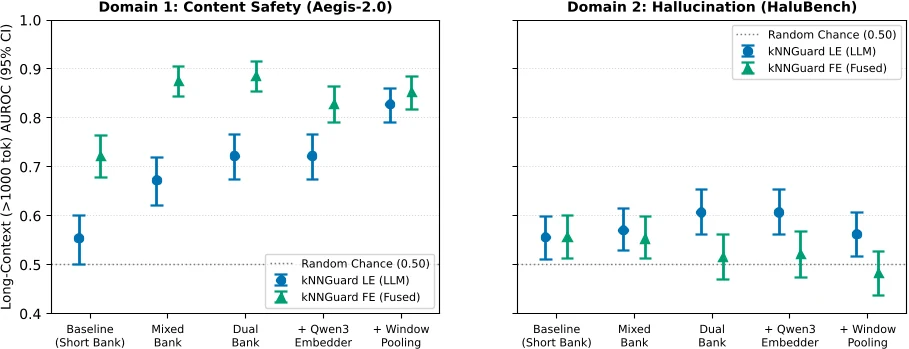 Domain 1: Content Safety (Aegis-2.0)
Long-Context (>1000 tok) AUROC (95% CI)
1.0
0.9
0.8
0.7
0.6
0.5
0.4
Random Chance (0.50)
kNNGuard LE (LLM)
kNNGuard FE (Fused)
Baseline
(Short Bank)
Mixed
Bank
Dual
Bank
+ Qwen3
Embedder
+ Window
Pooling
Domain 2: Hallucination (HaluBench)
Random Chance (0.50)
kNNGuard LE (LLM)
kNNGuard FE (Fused)
Baseline
(Short Bank)
Mixed
Bank
Dual
Bank
+ Qwen3
Embedder
+ Window
Pooling